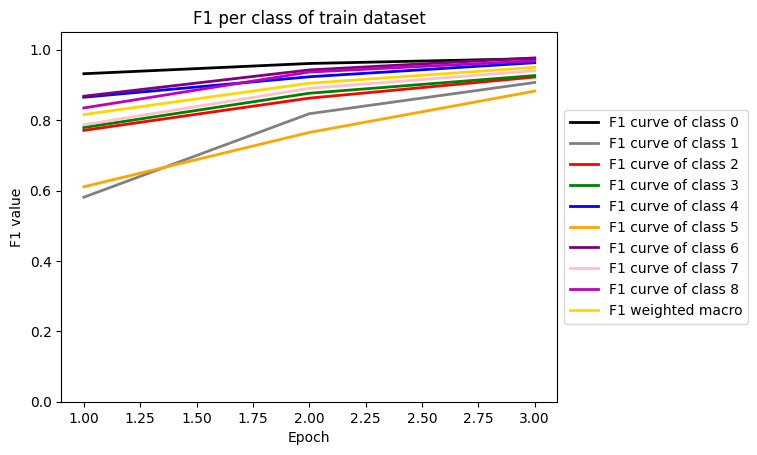 F1 per class of train dataset
F1 value
1.0
0.8
0.6
0.4
0.2
0.0
1.00 1.25 1.50 1.75 2.00 2.25 2.50 2.75 3.00
Epoch
F1 curve of class 0
F1 curve of class 1
F1 curve of class 2
F1 curve of class 3
F1 curve of class 4
F1 curve of class 5
F1 curve of class 6
F1 curve of class 7
F1 curve of class 8
F1 weighted macro